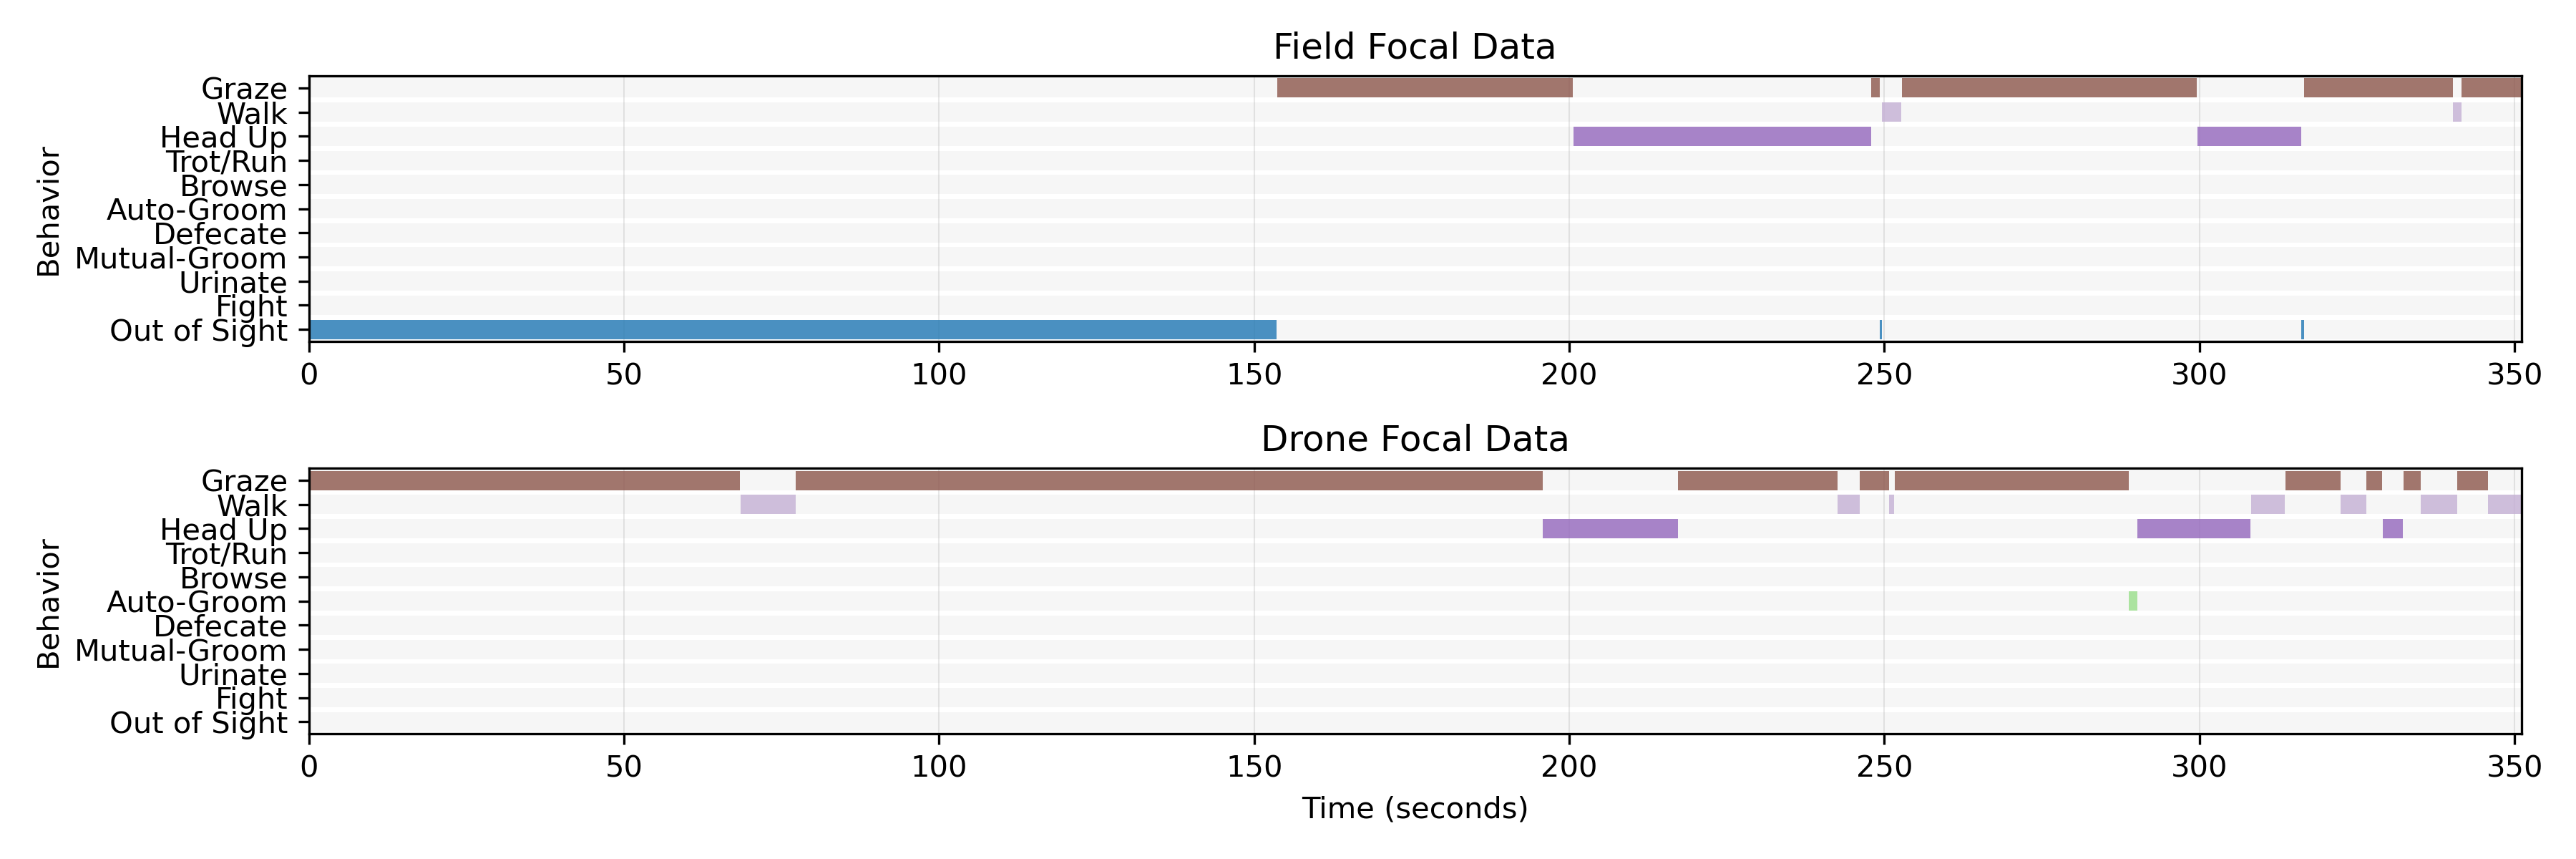 Field Focal Data
Behavior
Graze
Walk
Head Up
Trot/Run
Browse
Auto-Groom
Defecate
Mutual-Groom
Urinate
Fight
Out of Sight
0 50 100 150 200 250 300 350
Drone Focal Data
Behavior
Graze
Walk
Head Up
Trot/Run
Browse
Auto-Groom
Defecate
Mutual-Groom
Urinate
Fight
Out of Sight
0 50 100 150 200 250 300 350
Time (seconds)